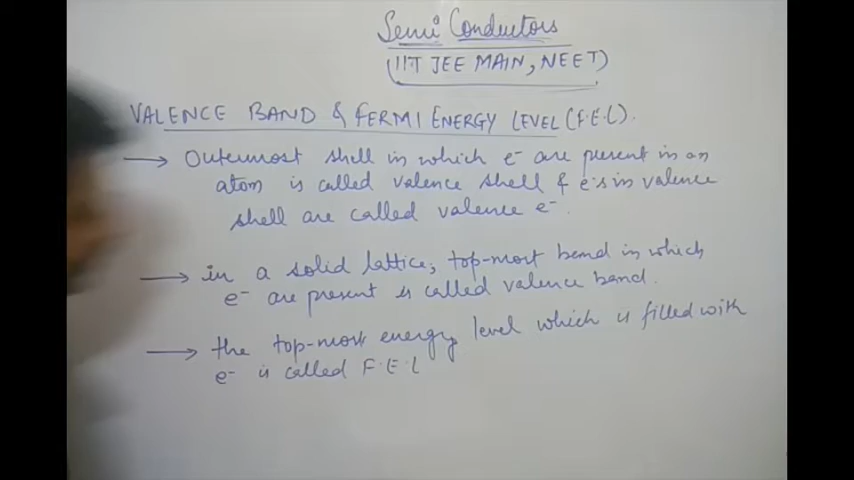 Semi Conductors
(IIT JEE MAIN, NEET)
VALENCE BAND & FERMI ENERGY LEVEL (F.E.L).
→ Outermost shell in which e⁻ are present in an
atom is called valence shell & e⁻s in valence
shell are called valence e⁻.
→ in a solid lattice, top-most band in which
e⁻ are present is called valence band.
→ the top-most energy level which is filled with
e⁻ is called F.E.L